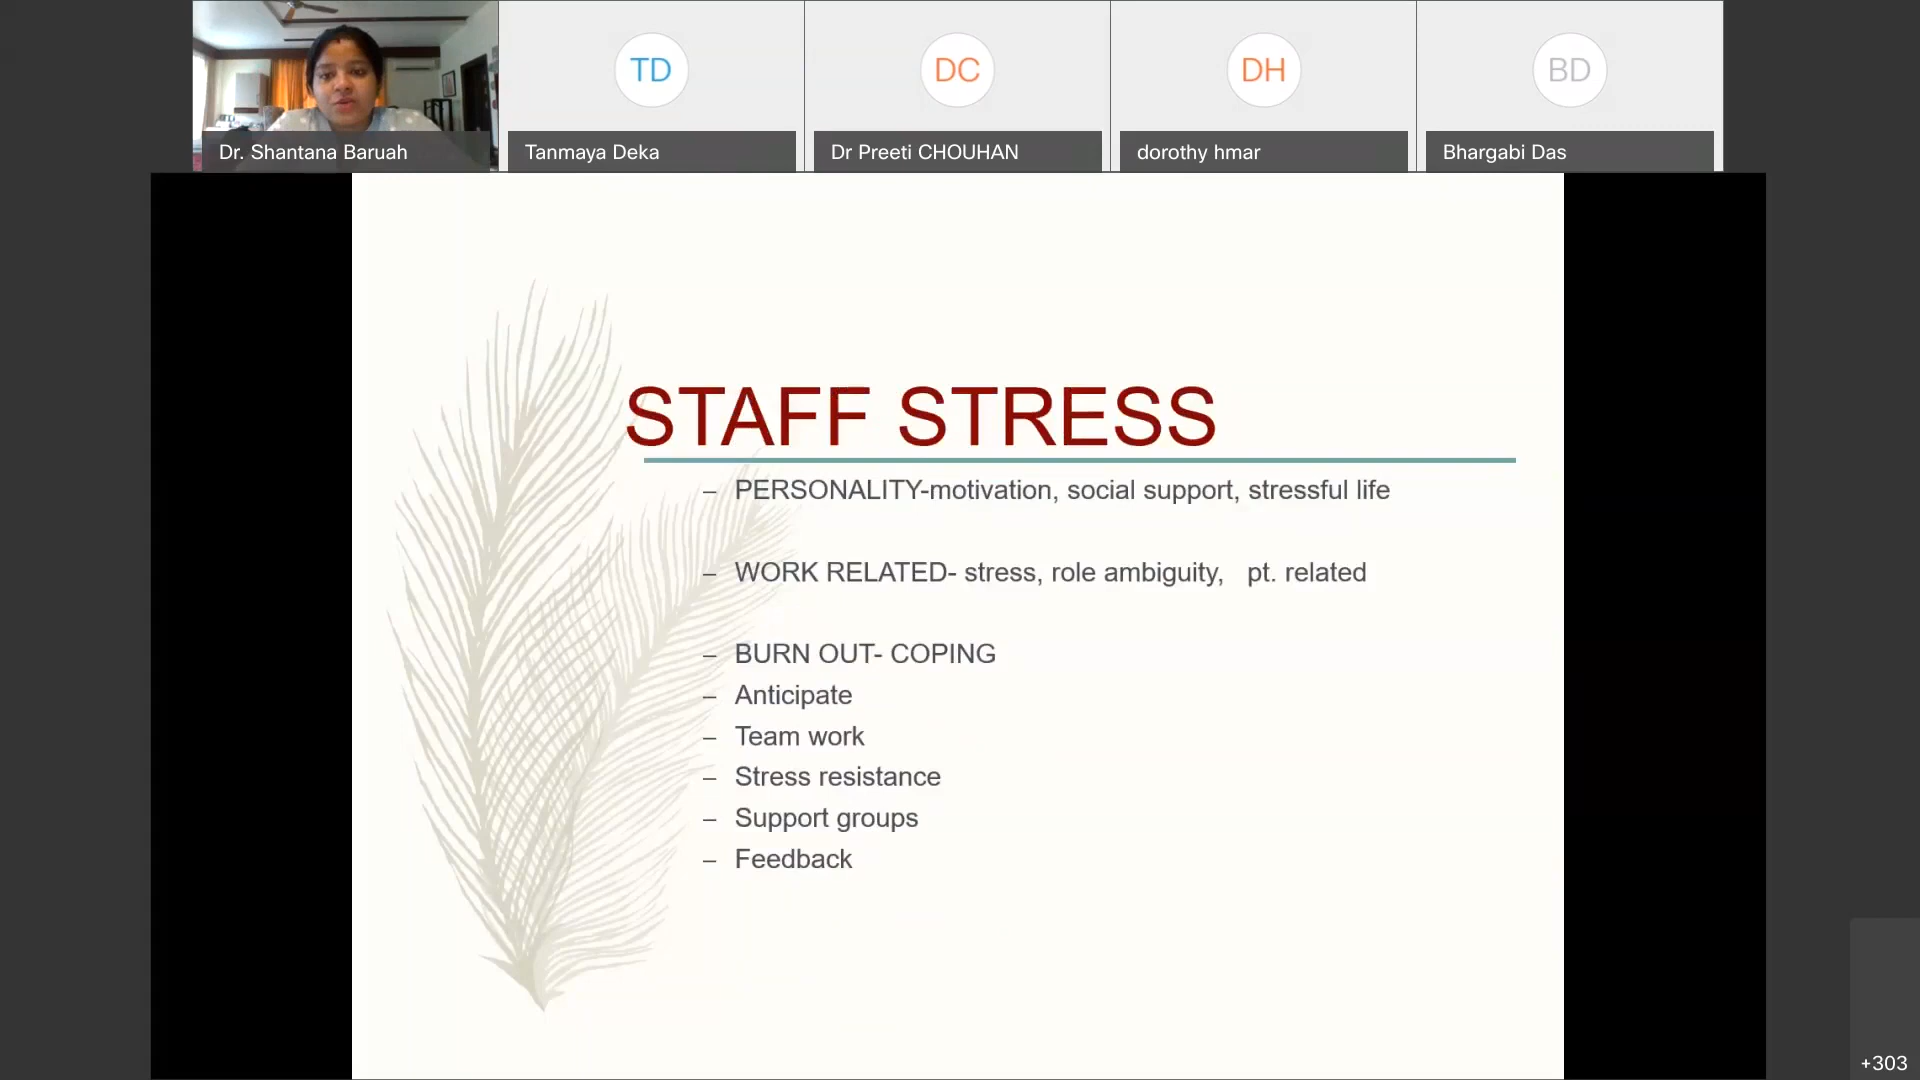 TD
DC
DH
BD
Dr. Shantana Baruah
Tanmaya Deka
Dr Preeti CHOUHAN
dorothy hmar
Bhargabi Das
STAFF STRESS
– PERSONALITY-motivation, social support, stressful life
– WORK RELATED- stress, role ambiguity, pt. related
– BURN OUT- COPING
– Anticipate
– Team work
– Stress resistance
– Support groups
– Feedback
+303